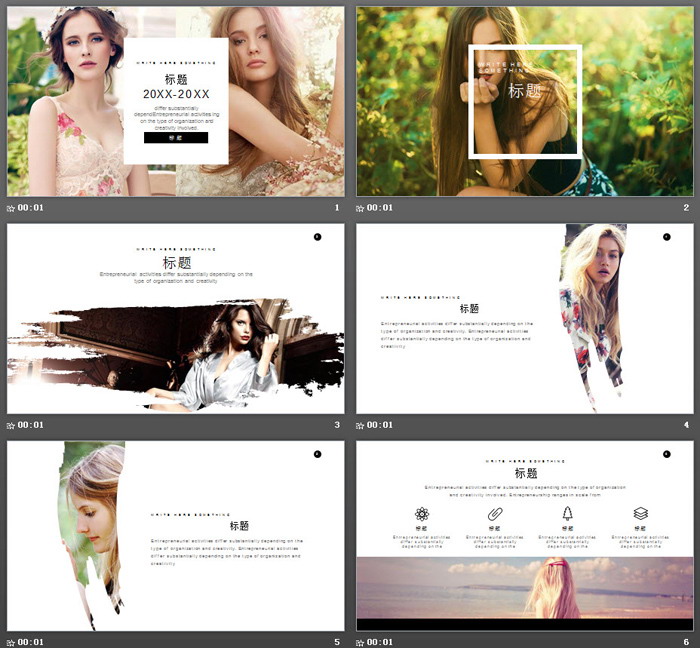 WRITE HERE SOMETHING
标题
20XX-20XX
differ substantially
dependEntrepreneurial activities ing
on the type of organisation and
creativity involved.
标 题
00:01
1
WRITE HERE
SOMETHING
标题
00:01
2
WRITE HERE SOMETHING
标题
Entrepreneurial activities differ substantially depending on the
type of organization and creativity
00:01
3
WRITE HERE SOMETHING
标题
Entrepreneurial activities differ substantially depending on the
type of organization and creativity. Entrepreneurial activities
differ substantially depending on the type of organization and
creativity
00:01
4
WRITE HERE SOMETHING
标题
Entrepreneurial activities differ substantially depending on the
type of organization and creativity. Entrepreneurial activities
differ substantially depending on the type of organization and
creativity
00:01
5
WRITE HERE SOMETHING
标题
Entrepreneurial activities differ substantially depending on the type of organisation
and creativity involved. Entrepreneurship ranges in scale from
标题
标题
标题
标题
Entrepreneurial activities
differ substantially
depending on the
Entrepreneurial activities
differ substantially
depending on the
Entrepreneurial activities
differ substantially
depending on the
Entrepreneurial activities
differ substantially
depending on the
00:01
6